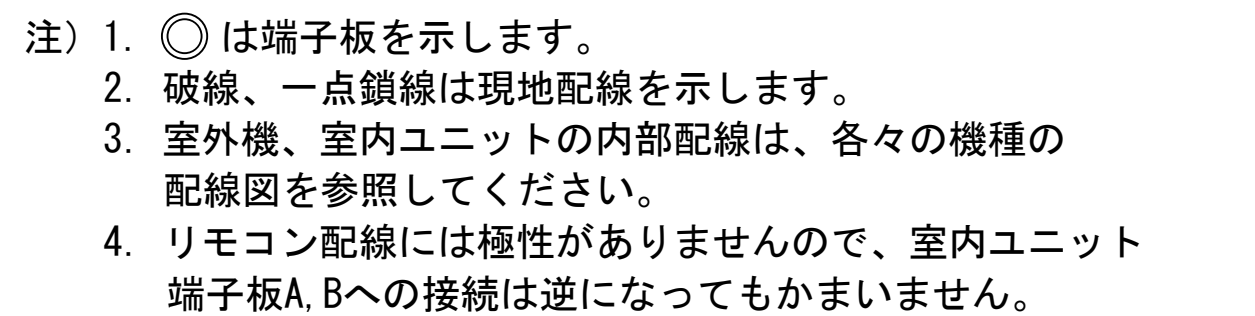 注) 1. ◎ は端子板を示します。
2. 破線、一点鎖線は現地配線を示します。
3. 室外機、室内ユニットの内部配線は、各々の機種の
配線図を参照してください。
4. リモコン配線には極性がありませんので、室内ユニット
端子板A,Bへの接続は逆になってもかまいません。